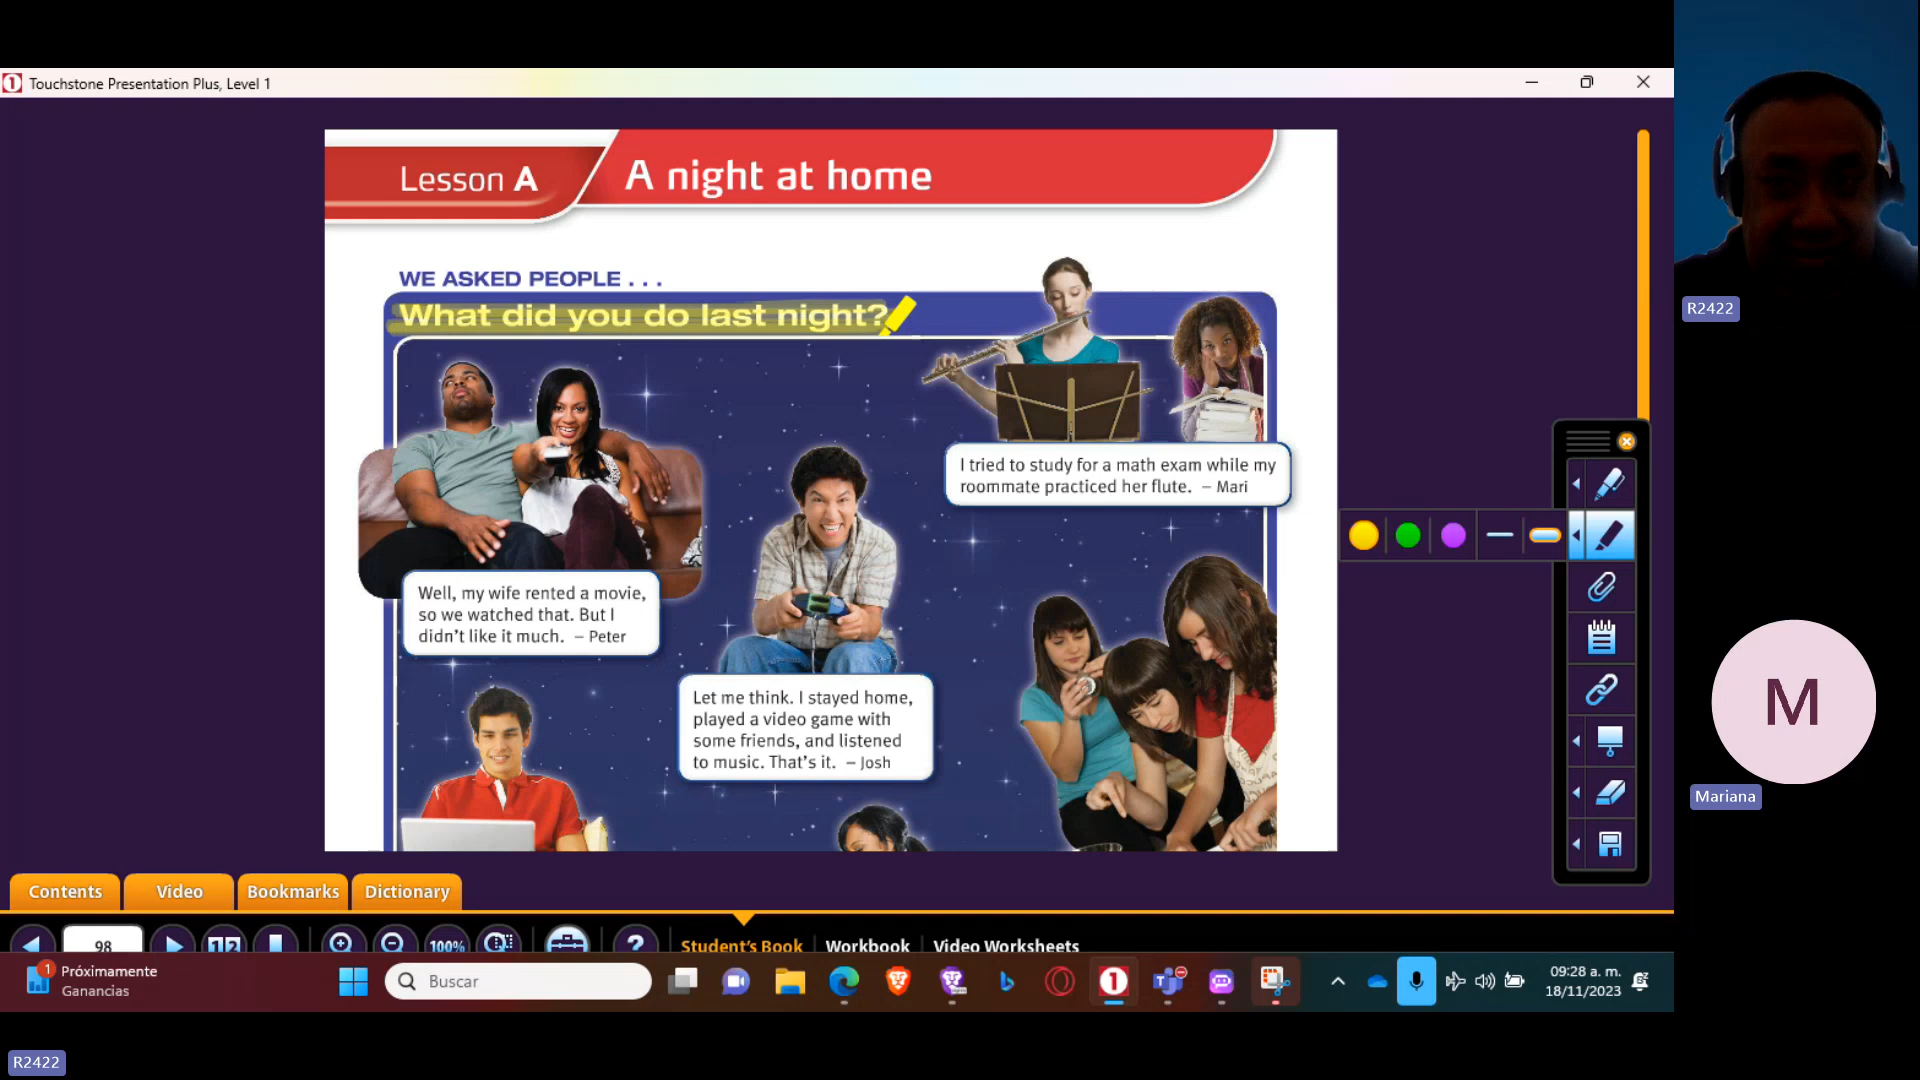 Touchstone Presentation Plus, Level 1
Lesson A
A night at home
WE ASKED PEOPLE . . .
What did you do last night?
I tried to study for a math exam while my
roommate practiced her flute. – Mari
Well, my wife rented a movie,
so we watched that. But I
didn't like it much. – Peter
Let me think. I stayed home,
played a video game with
some friends, and listened
to music. That's it. – Josh
Contents
Video
Bookmarks
Dictionary
98
1 2
100%
?
Student's Book
Workbook
Video Worksheets
1
Próximamente
Ganancias
Buscar
09:28 a. m.
18/11/2023
R2422
M
Mariana
R2422